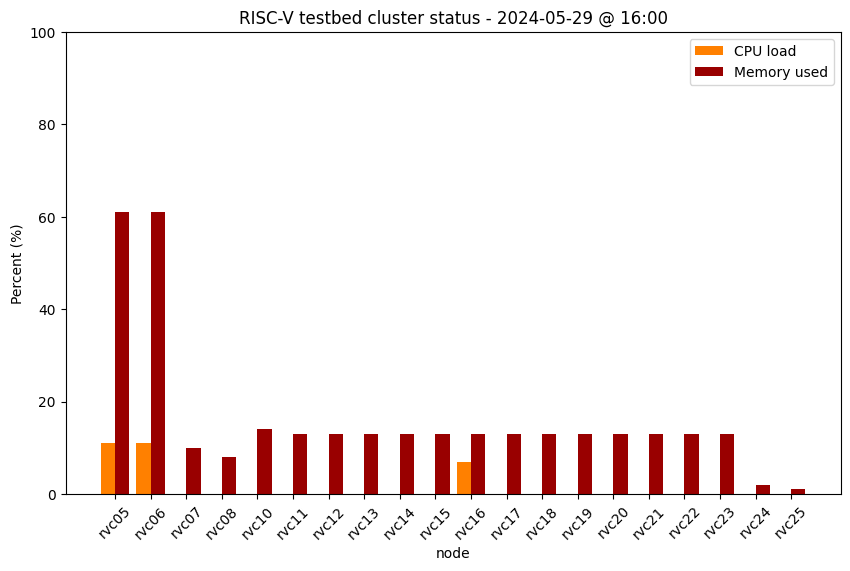 RISC-V testbed cluster status - 2024-05-29 @ 16:00
CPU load
Memory used
Percent (%)
100
80
60
40
20
0
rvc05
rvc06
rvc07
rvc08
rvc10
rvc11
rvc12
rvc13
rvc14
rvc15
rvc16
rvc17
rvc18
rvc19
rvc20
rvc21
rvc22
rvc23
rvc24
rvc25
node